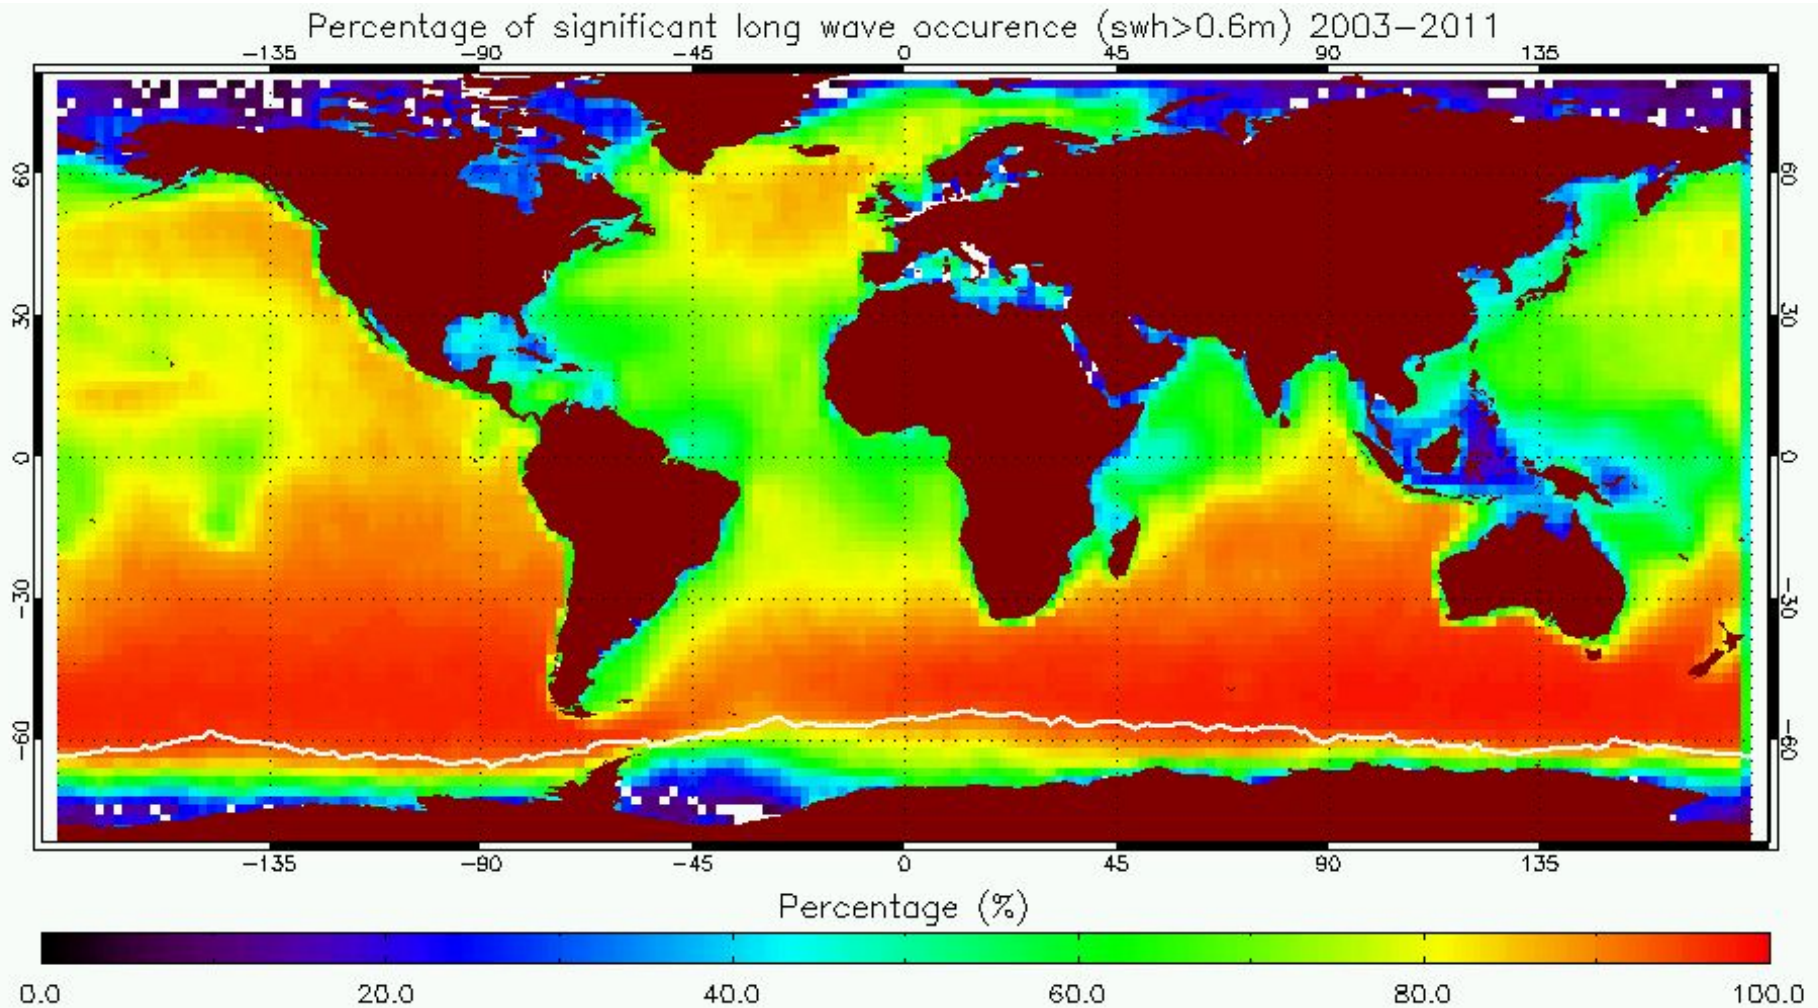 Percentage of significant long wave occurence (swh>0.6m) 2003-2011
-135 -90 -45 0 45 90 135
60 60
30 30
0 0
-30 -30
-60 -60
-135 -90 -45 0 45 90 135
Percentage (%)
0.0 20.0 40.0 60.0 80.0 100.0